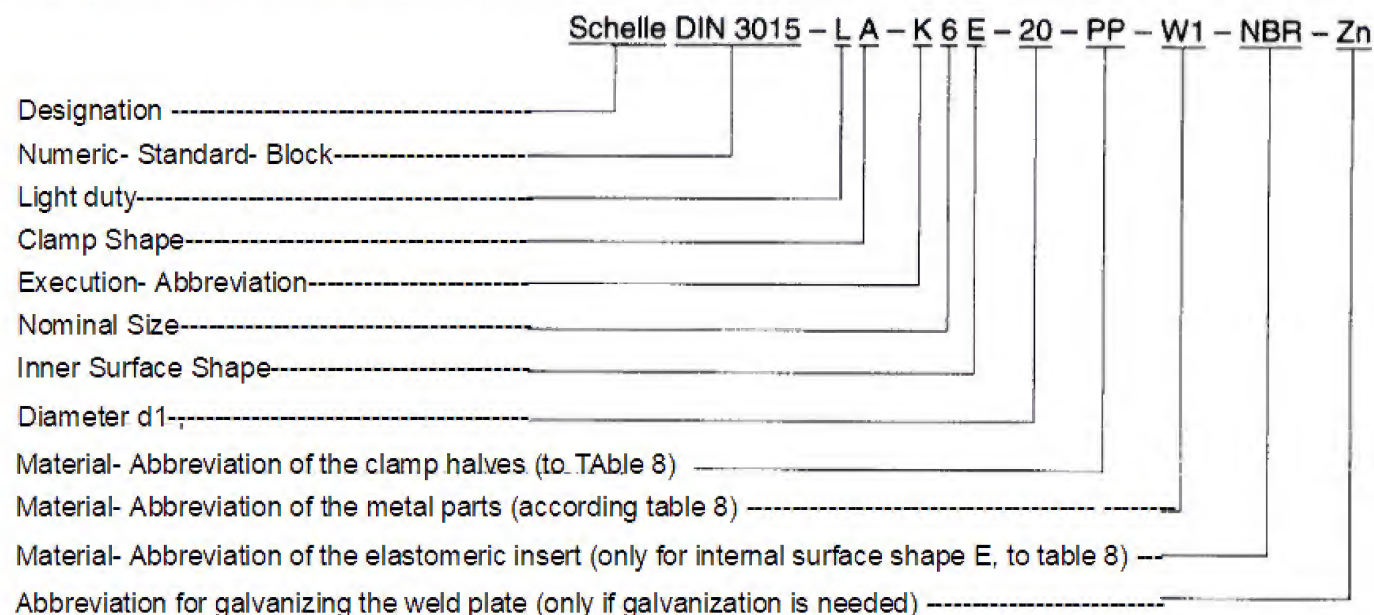 Schelle DIN 3015 – L A – K 6 E – 20 – PP – W1 – NBR – Zn
Designation
Numeric- Standard- Block
Light duty
Clamp Shape
Execution- Abbreviation
Nominal Size
Inner Surface Shape
Diameter d1-,
Material- Abbreviation of the clamp halves (to TAble 8)
Material- Abbreviation of the metal parts (according table 8)
Material- Abbreviation of the elastomeric insert (only for internal surface shape E, to table 8)
Abbreviation for galvanizing the weld plate (only if galvanization is needed)